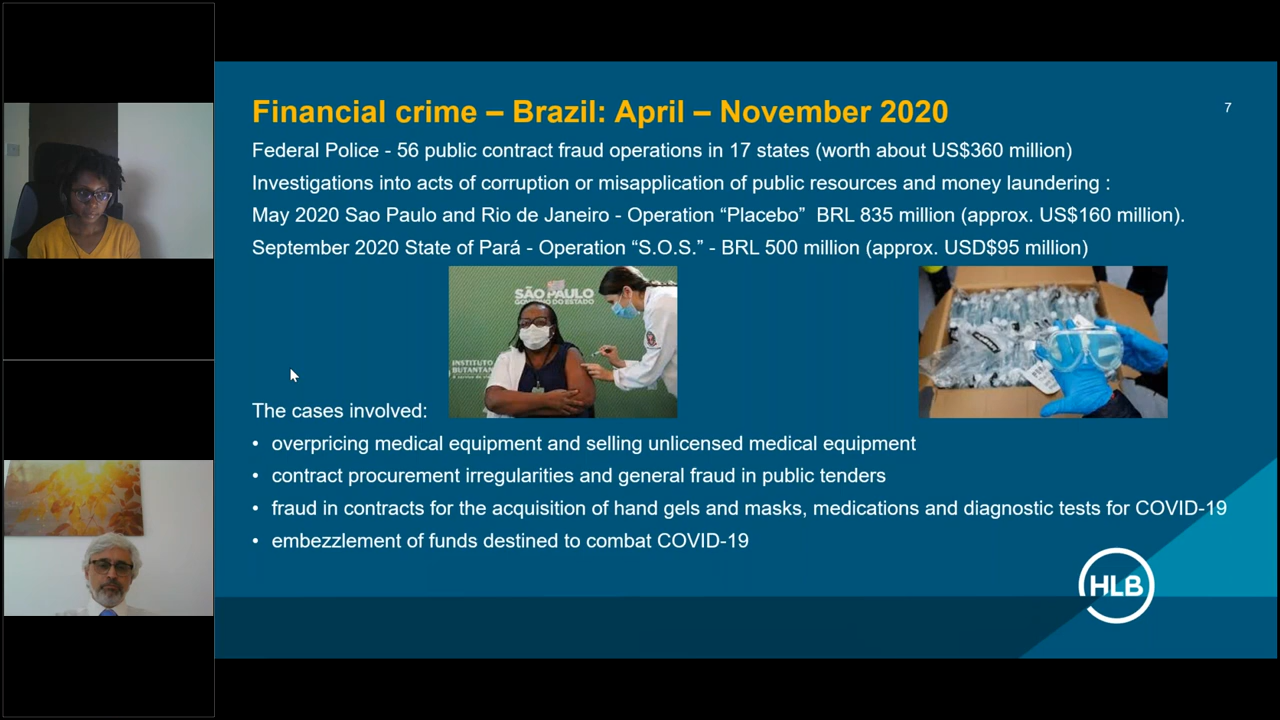 Financial crime – Brazil: April – November 2020
7
Federal Police - 56 public contract fraud operations in 17 states (worth about US$360 million)
Investigations into acts of corruption or misapplication of public resources and money laundering :
May 2020 Sao Paulo and Rio de Janeiro - Operation “Placebo” BRL 835 million (approx. US$160 million).
September 2020 State of Pará - Operation “S.O.S.” - BRL 500 million (approx. USD$95 million)
SÃO PAULO
GOVERNO DO ESTADO
INSTITUTO
BUTANTAN
The cases involved:
• overpricing medical equipment and selling unlicensed medical equipment
• contract procurement irregularities and general fraud in public tenders
• fraud in contracts for the acquisition of hand gels and masks, medications and diagnostic tests for COVID-19
• embezzlement of funds destined to combat COVID-19
HLB